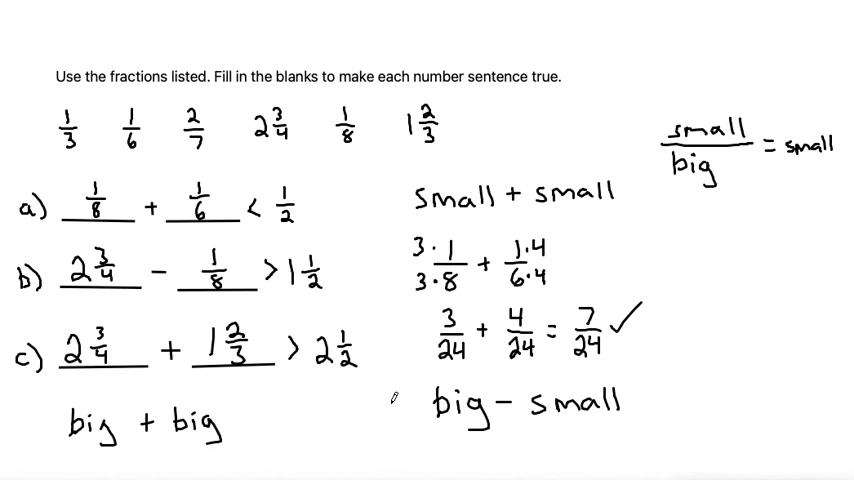 Use the fractions listed. Fill in the blanks to make each number sentence true.
1/3 1/6 2/7 2 3/4 1/8 1 2/3
small/big = small
a) 1/8 + 1/6 < 1/2
small + small
3·1/3·8 + 1·4/6·4
b) 2 3/4 - 1/8 > 1 1/2
3/24 + 4/24 = 7/24 ✓
c) 2 3/4 + 1 2/3 > 2 1/2
big + big
big - small